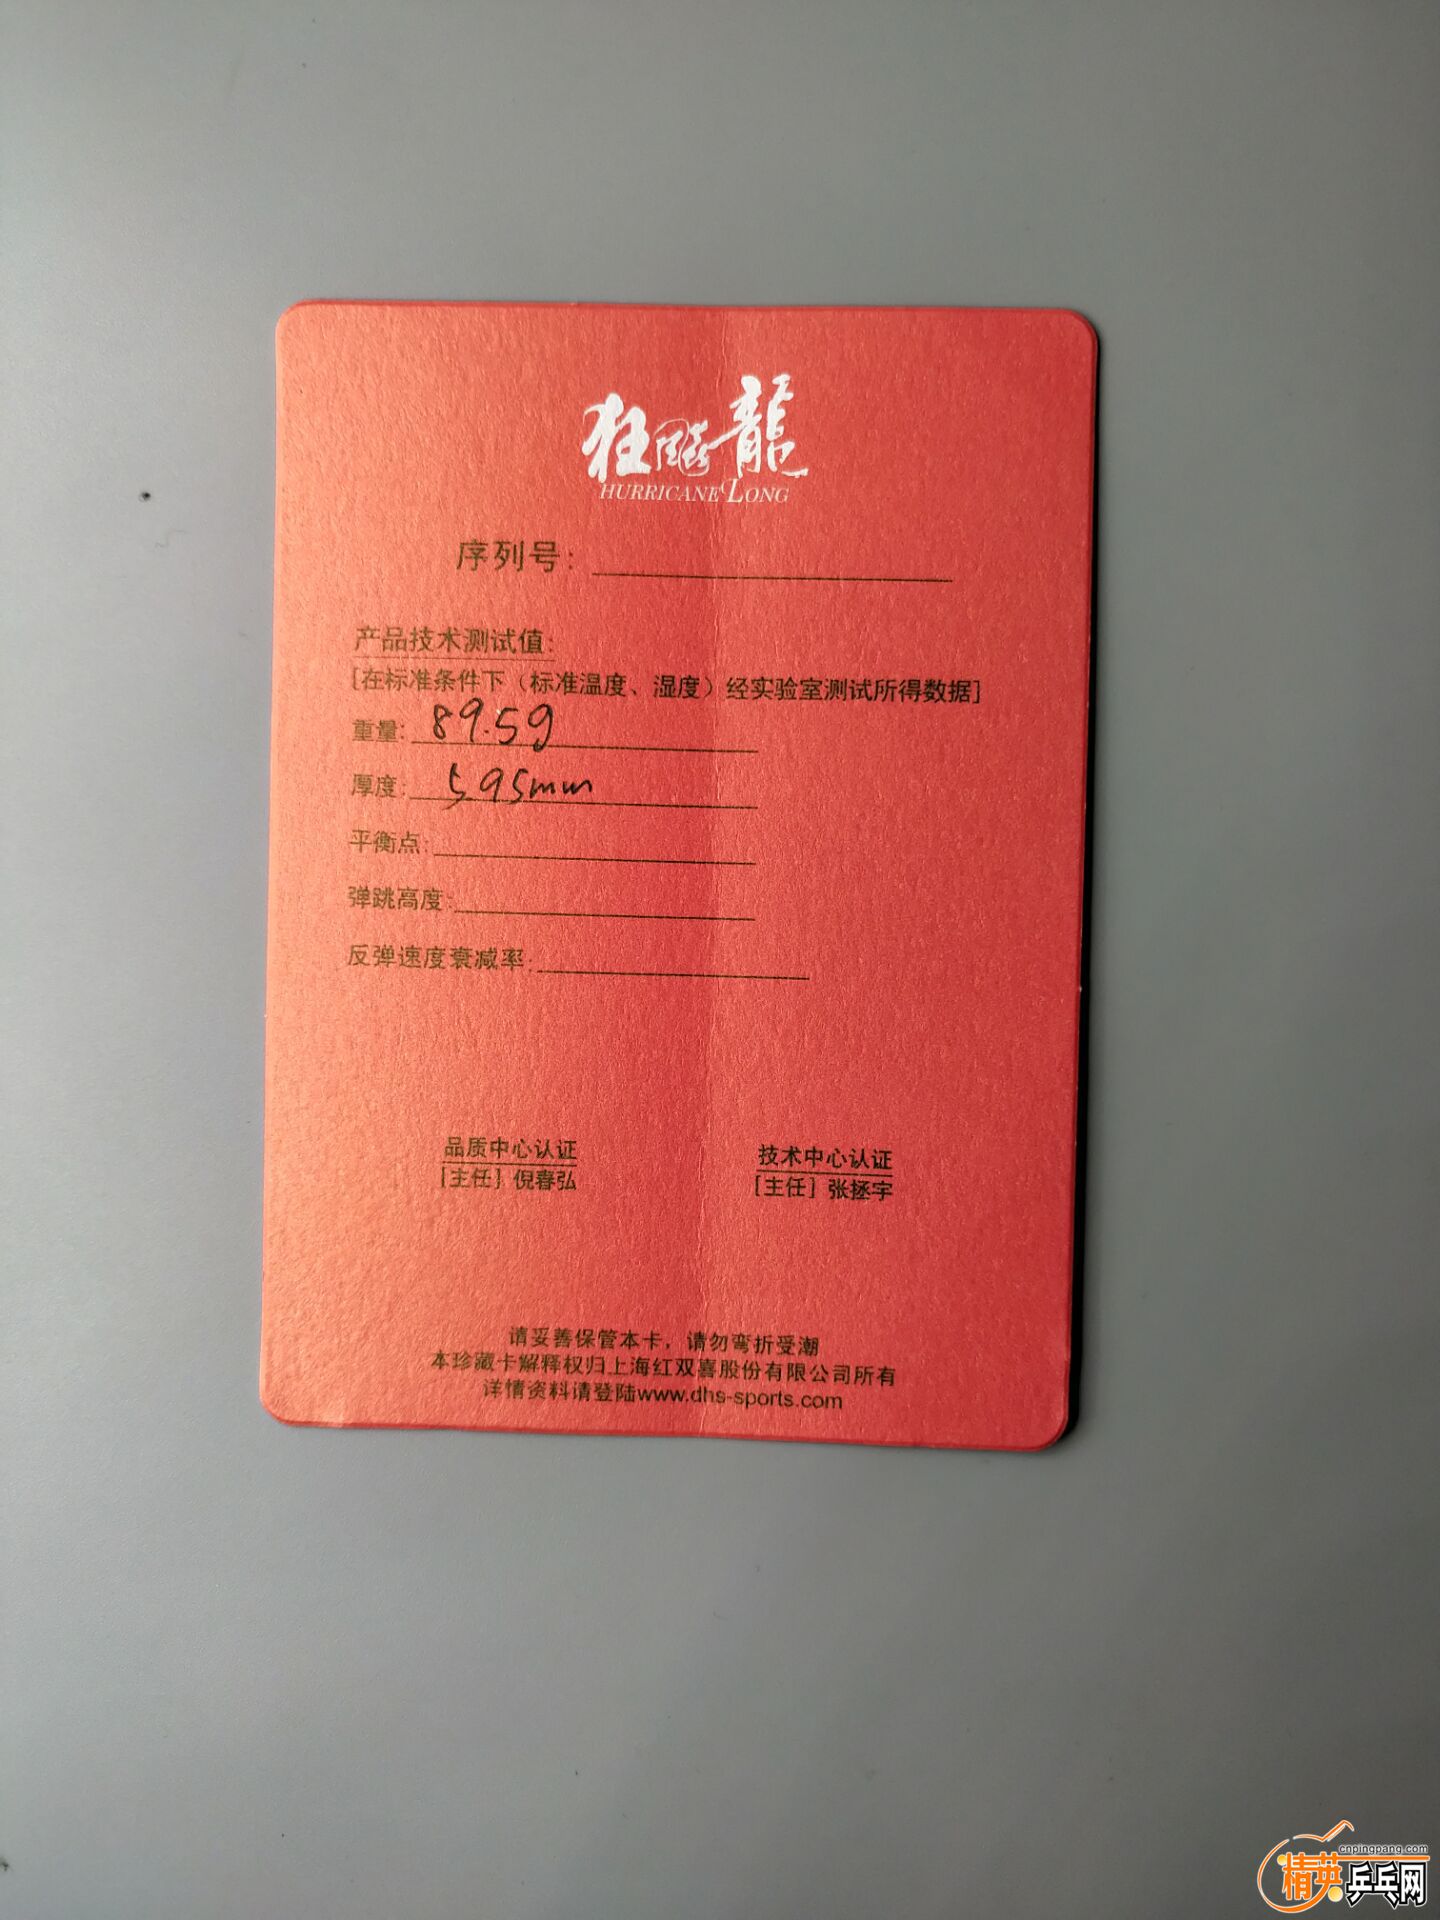 狂飚龍
HURRICANE LONG
序列号:
产品技术测试值:
[在标准条件下（标准温度、湿度）经实验室测试所得数据]
重量: 89.5g
厚度: 595mm
平衡点:
弹跳高度:
反弹速度衰减率:
品质中心认证
[主任] 倪春弘
技术中心认证
[主任] 张拯宇
请妥善保管本卡，请勿弯折受潮
本珍藏卡解释权归上海红双喜股份有限公司所有
详情资料请登陆www.dhs-sports.com
cnpingpang.com
精英乒乓网